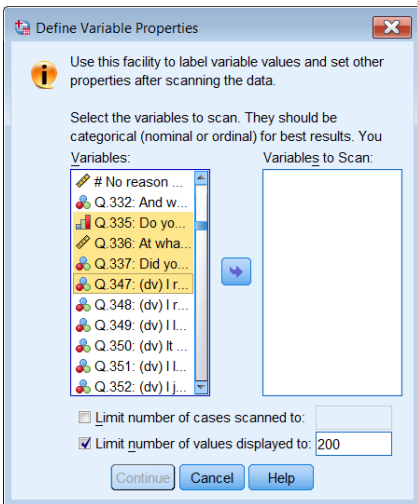 Define Variable Properties
Use this facility to label variable values and set other
properties after scanning the data.
Select the variables to scan. They should be
categorical (nominal or ordinal) for best results. You
Variables:
Variables to Scan:
# No reason ...
Q.332: And w...
Q.335: Do yo...
Q.336: At wha...
Q.337: Did yo...
Q.347: (dv) I r...
Q.348: (dv) I r...
Q.349: (dv) I l...
Q.350: (dv) It ...
Q.351: (dv) I l...
Q.352: (dv) I j...
Limit number of cases scanned to:
Limit number of values displayed to: 200
Continue Cancel Help